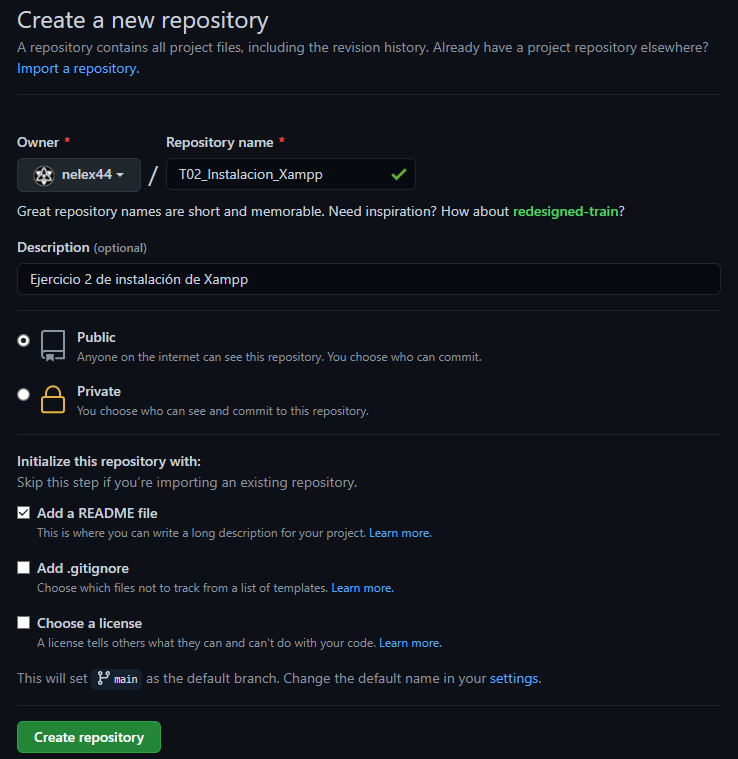 Create a new repository
A repository contains all project files, including the revision history. Already have a project repository elsewhere?
Import a repository.
Owner * Repository name *
nelex44 / T02_Instalacion_Xampp
Great repository names are short and memorable. Need inspiration? How about redesigned-train?
Description (optional)
Ejercicio 2 de instalación de Xampp
Public
Anyone on the internet can see this repository. You choose who can commit.
Private
You choose who can see and commit to this repository.
Initialize this repository with:
Skip this step if you're importing an existing repository.
Add a README file
This is where you can write a long description for your project. Learn more.
Add .gitignore
Choose which files not to track from a list of templates. Learn more.
Choose a license
A license tells others what they can and can't do with your code. Learn more.
This will set main as the default branch. Change the default name in your settings.
Create repository